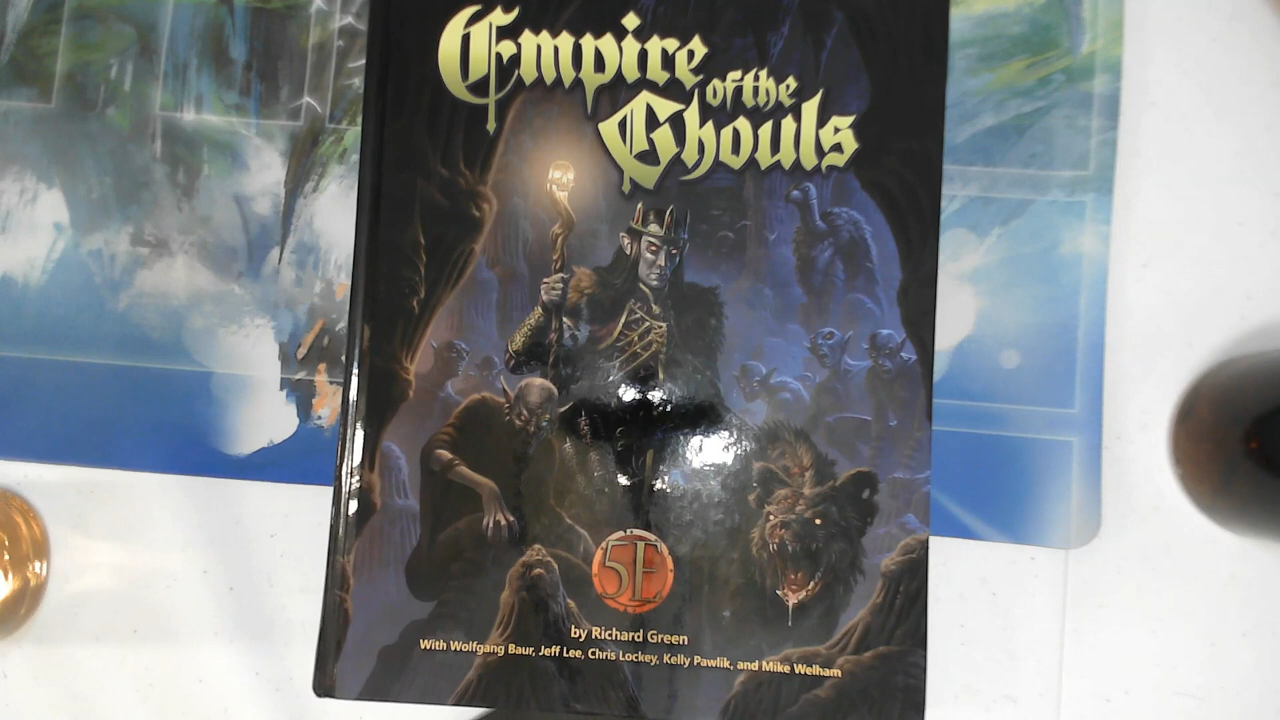 Empire
of the
Ghouls
5E
by Richard Green
With Wolfgang Baur, Jeff Lee, Chris Lockey, Kelly Pawlik, and Mike Welham